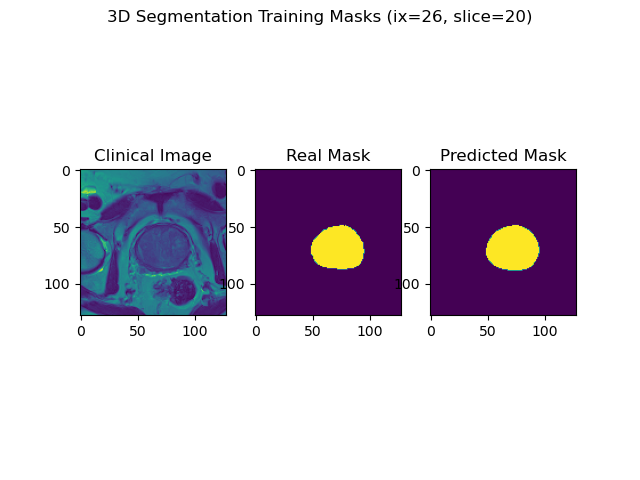 3D Segmentation Training Masks (ix=26, slice=20)
Clinical Image Real Mask Predicted Mask
0 0 0
50 50 50
100 100 100
0 50 100 0 50 100 0 50 100